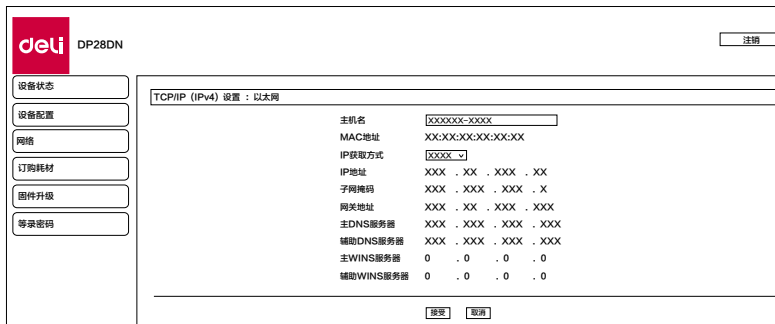 deli DP28DN
注销
设备状态
设备配置
网络
订购耗材
固件升级
等录密码
TCP/IP（IPv4）设置 ：以太网
主机名 XXXXXX-XXXX
MAC地址 XX:XX:XX:XX:XX:XX
IP获取方式 XXXX
IP地址 XXX . XX . XXX . XX
子网掩码 XXX . XXX . XXX . X
网关地址 XXX . XX . XXX . XXX
主DNS服务器 XXX . XXX . XXX . XXX
辅助DNS服务器 XXX . XXX . XXX . XXX
主WINS服务器 0 . 0 . 0 . 0
辅助WINS服务器 0 . 0 . 0 . 0
接受 取消